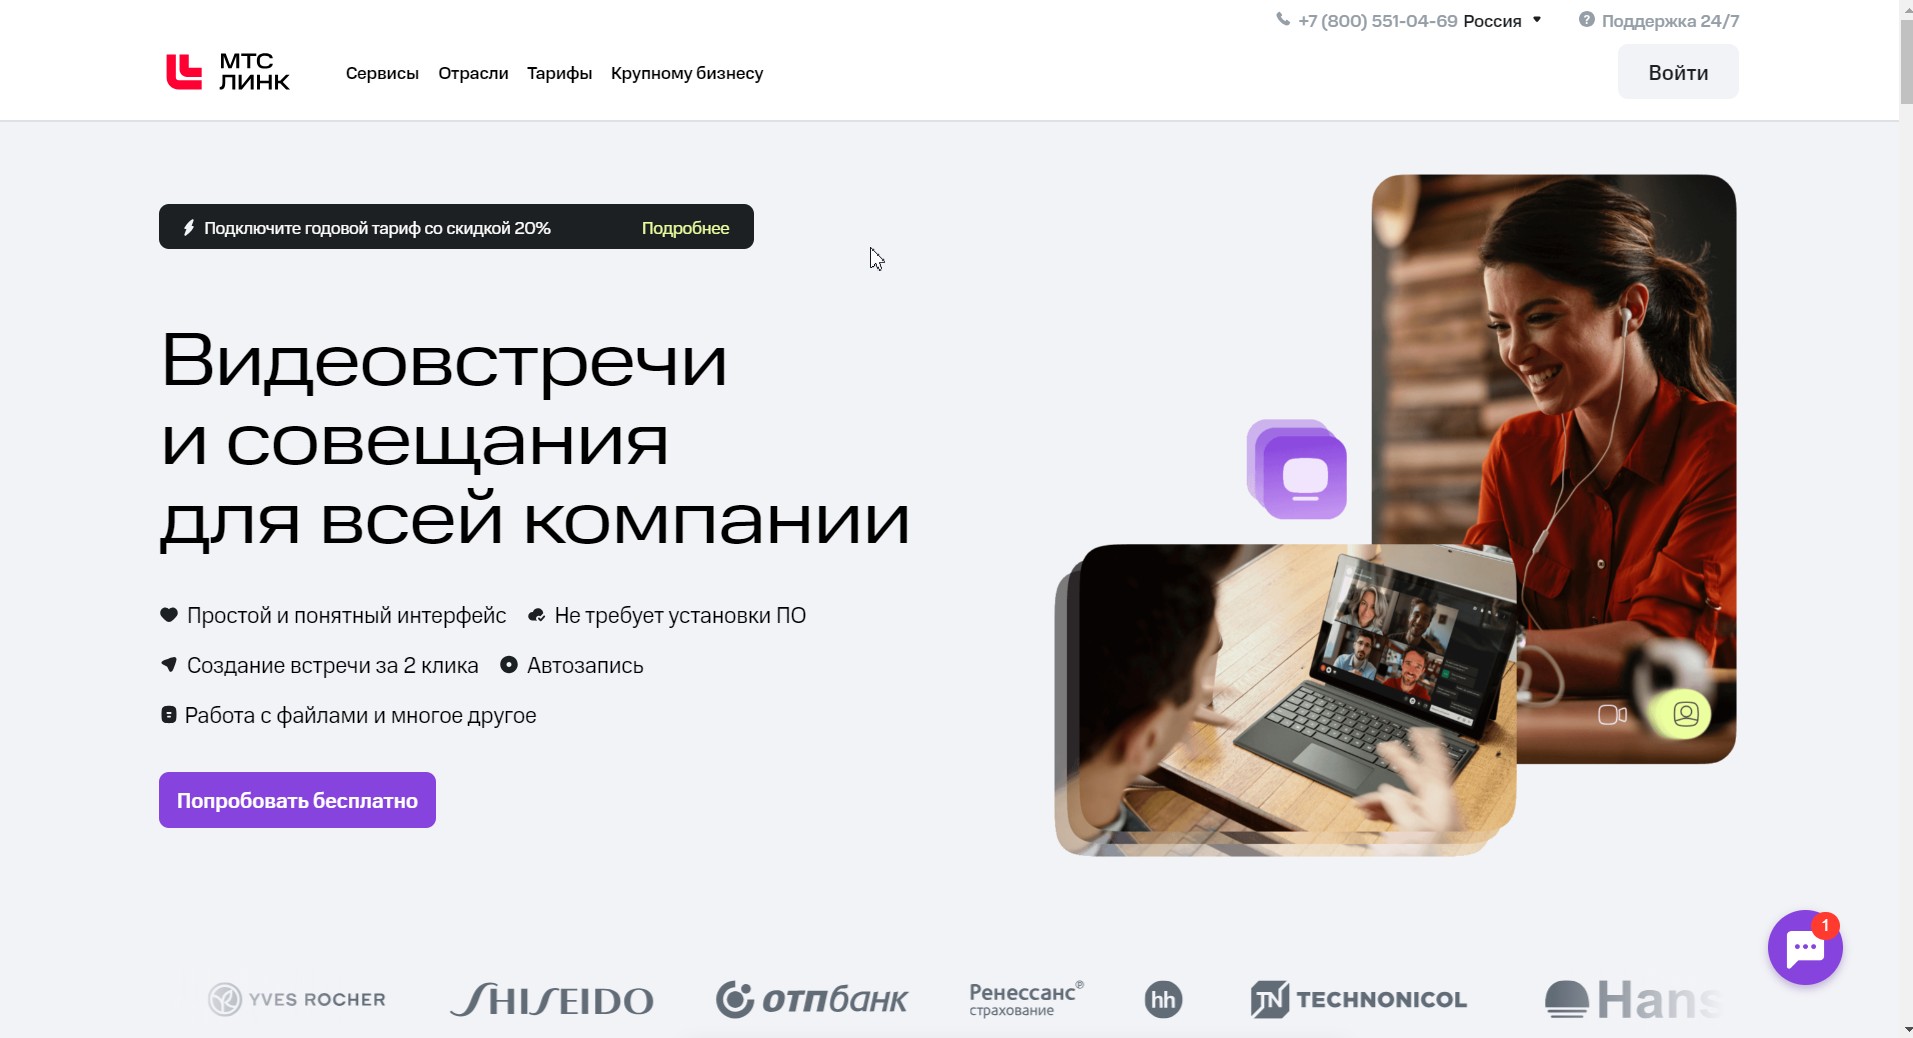 +7 (800) 551-04-69 Россия Поддержка 24/7
МТС
ЛИНК
Сервисы Отрасли Тарифы Крупному бизнесу
Войти
Подключите годовой тариф со скидкой 20% Подробнее
Видеовстречи
и совещания
для всей компании
Простой и понятный интерфейс Не требует установки ПО
Создание встречи за 2 клика Автозапись
Работа с файлами и многое другое
Попробовать бесплатно
1
YVES ROCHER SHISEIDO отпбанк Ренессанс® страхование hh TN TECHNONICOL Hans